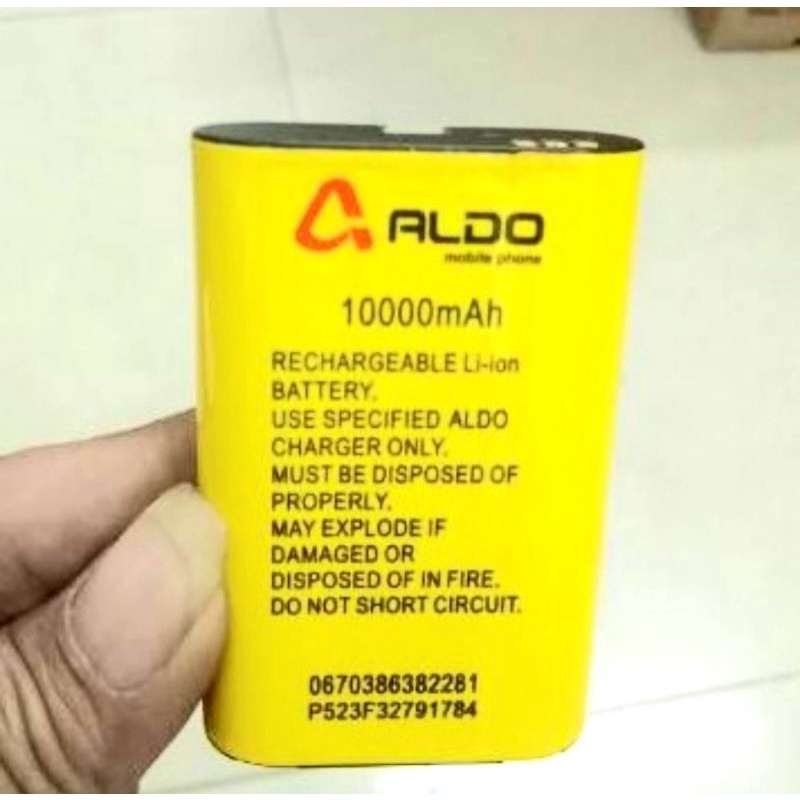 ALDO
mobile phone
10000mAh
RECHARGEABLE Li-ion
BATTERY.
USE SPECIFIED ALDO
CHARGER ONLY.
MUST BE DISPOSED OF
PROPERLY.
MAY EXPLODE IF
DAMAGED OR
DISPOSED OF IN FIRE.
DO NOT SHORT CIRCUIT.
0670386382281
P523F32791784